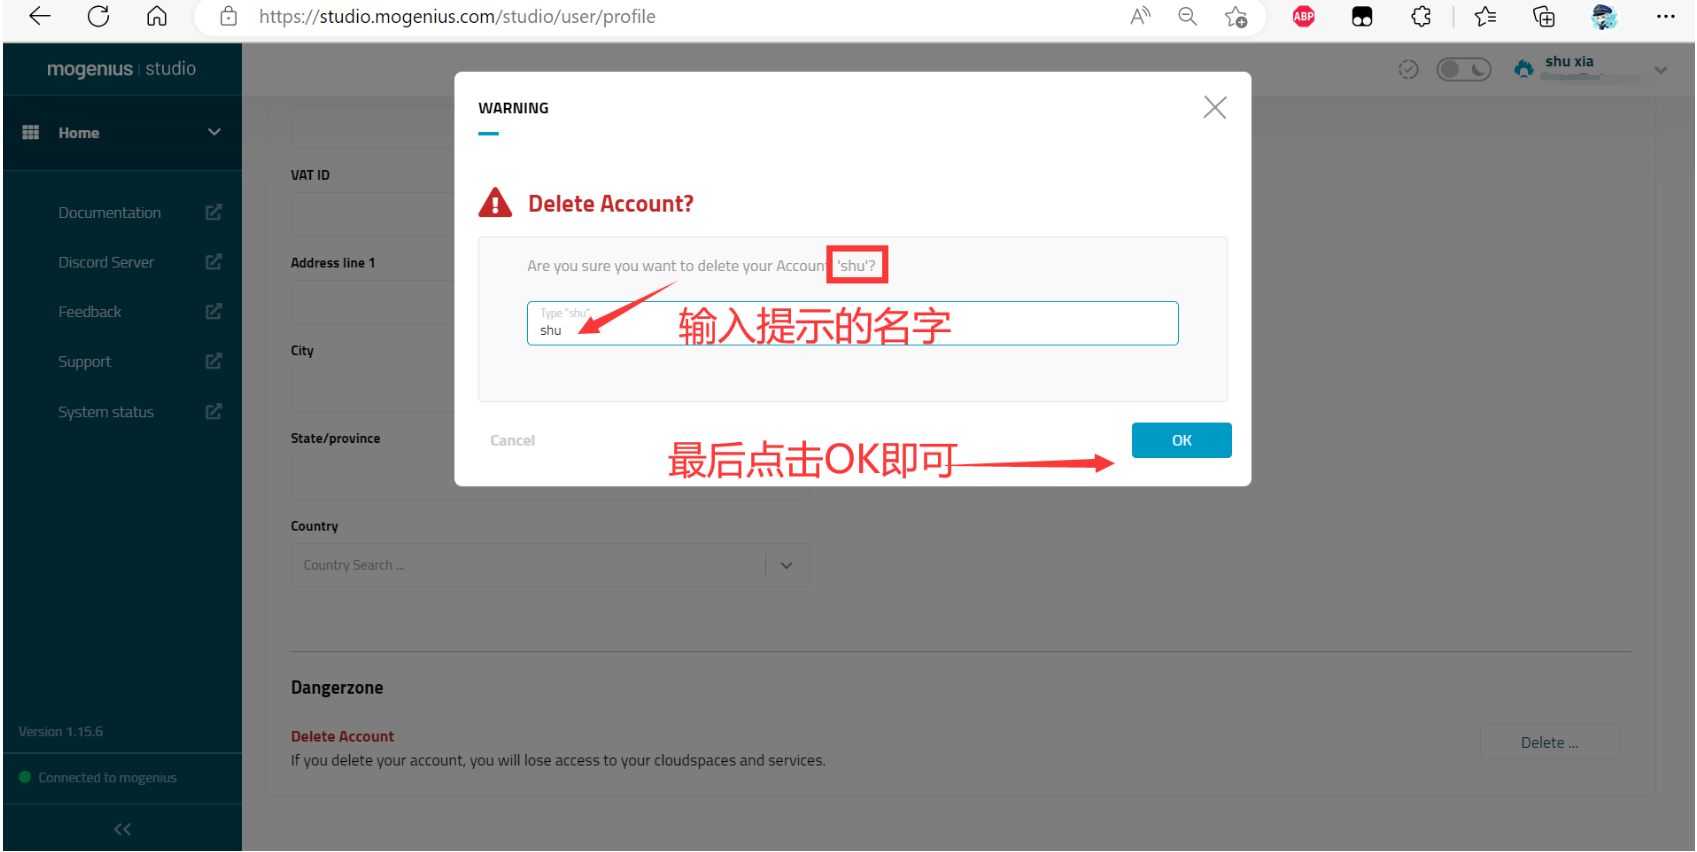 https://studio.mogenius.com/studio/user/profile
ABP
mogenius | studio
shu xia
Home
Documentation
Discord Server
Feedback
Support
System status
Version 1.15.6
Connected to mogenius
WARNING
Delete Account?
Are you sure you want to delete your Account 'shu'?
Type "shu"
shu
输入提示的名字
Cancel
最后点击OK即可
OK
VAT ID
Address line 1
City
State/province
Country
Country Search ...
Dangerzone
Delete Account
If you delete your account, you will lose access to your cloudspaces and services.
Delete ...